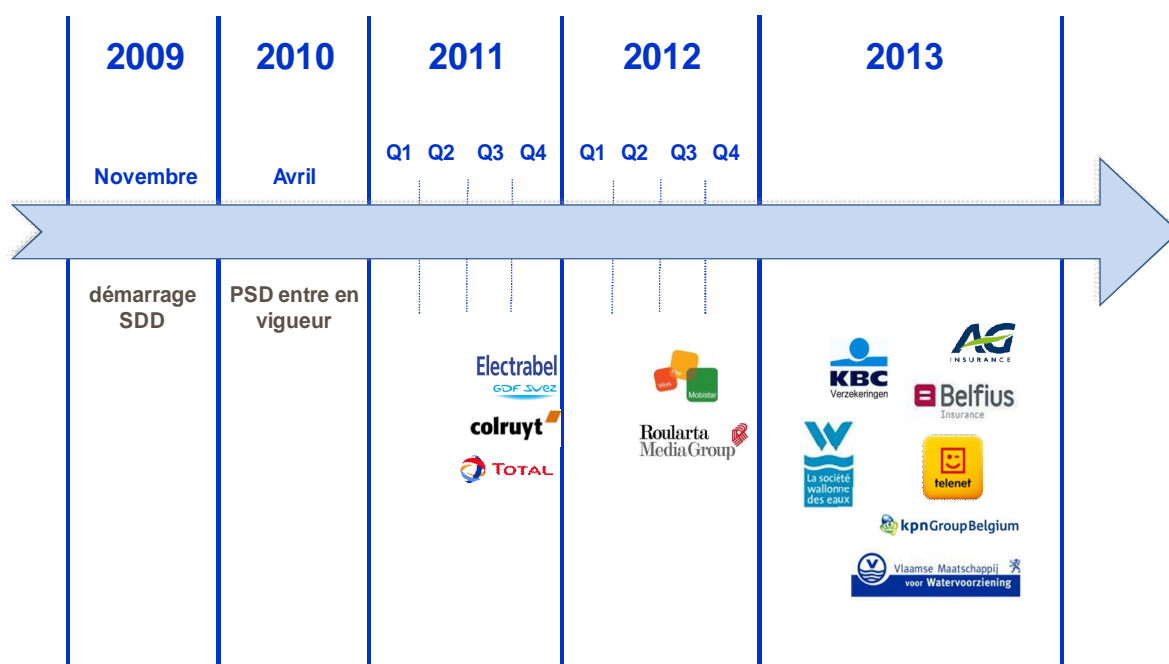 2009
2010
2011
2012
2013
Q1 Q2 Q3 Q4
Q1 Q2 Q3 Q4
Novembre
Avril
démarrage
SDD
PSD entre en
vigueur
Electrabel
GDF SUEZ
colruyt
TOTAL
Work
Play
Mobistar
Roularta
MediaGroup
KBC
Verzekeringen
AG
INSURANCE
Belfius
Insurance
La société
wallonne
des eaux
telenet
kpnGroupBelgium
Vlaamse Maatschappij
voor Watervoorziening